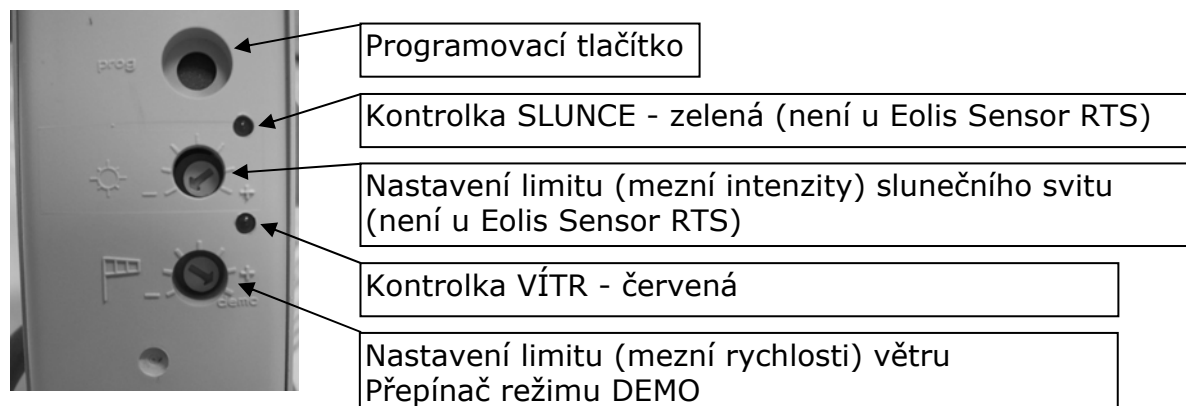 Programovací tlačítko
prog
Kontrolka SLUNCE - zelená (není u Eolis Sensor RTS)
Nastavení limitu (mezní intenzity) slunečního svitu
(není u Eolis Sensor RTS)
- +
Kontrolka VÍTR - červená
- +
demo
Nastavení limitu (mezní rychlosti) větru
Přepínač režimu DEMO